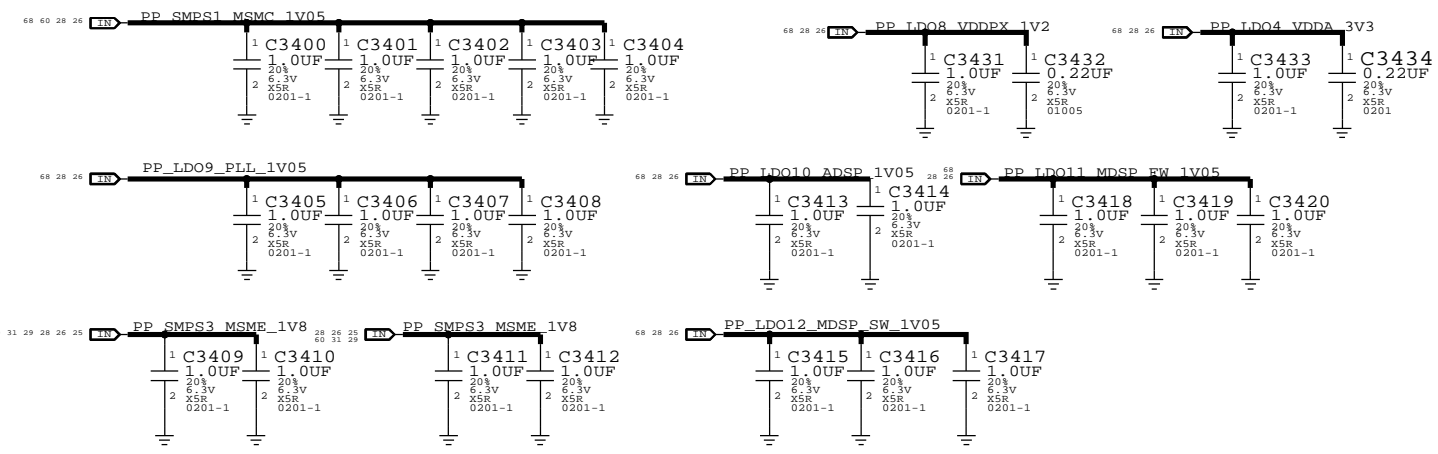 68 60 28 26 IN PP_SMPS1_MSMC_1V05
1 C3400 1.0UF 20% 6.3V X5R 2 0201-1
1 C3401 1.0UF 20% 6.3V X5R 2 0201-1
1 C3402 1.0UF 20% 6.3V X5R 2 0201-1
1 C3403 1.0UF 20% 6.3V X5R 2 0201-1
1 C3404 1.0UF 20% 6.3V X5R 2 0201-1
68 28 26 IN PP_LDO8_VDDPX_1V2
1 C3431 1.0UF 20% 6.3V X5R 2 0201-1
1 C3432 0.22UF 20% 6.3V X5R 2 01005
68 28 26 IN PP_LDO4_VDDA_3V3
1 C3433 1.0UF 20% 6.3V X5R 2 0201-1
1 C3434 0.22UF 20% 6.3V X5R 2 0201
68 28 26 IN PP_LDO9_PLL_1V05
1 C3405 1.0UF 20% 6.3V X5R 2 0201-1
1 C3406 1.0UF 20% 6.3V X5R 2 0201-1
1 C3407 1.0UF 20% 6.3V X5R 2 0201-1
1 C3408 1.0UF 20% 6.3V X5R 2 0201-1
68 28 26 IN PP_LDO10_ADSP_1V05
1 C3413 1.0UF 20% 6.3V X5R 2 0201-1
1 C3414 1.0UF 20% 6.3V X5R 2 0201-1
68
28 26 IN PP_LDO11_MDSP_FW_1V05
1 C3418 1.0UF 20% 6.3V X5R 2 0201-1
1 C3419 1.0UF 20% 6.3V X5R 2 0201-1
1 C3420 1.0UF 20% 6.3V X5R 2 0201-1
31 29 28 26 25 IN PP_SMPS3_MSME_1V8
1 C3409 1.0UF 20% 6.3V X5R 2 0201-1
1 C3410 1.0UF 20% 6.3V X5R 2 0201-1
28 26 25
60 31 29 IN PP_SMPS3_MSME_1V8
1 C3411 1.0UF 20% 6.3V X5R 2 0201-1
1 C3412 1.0UF 20% 6.3V X5R 2 0201-1
68 28 26 IN PP_LDO12_MDSP_SW_1V05
1 C3415 1.0UF 20% 6.3V X5R 2 0201-1
1 C3416 1.0UF 20% 6.3V X5R 2 0201-1
1 C3417 1.0UF 20% 6.3V X5R 2 0201-1